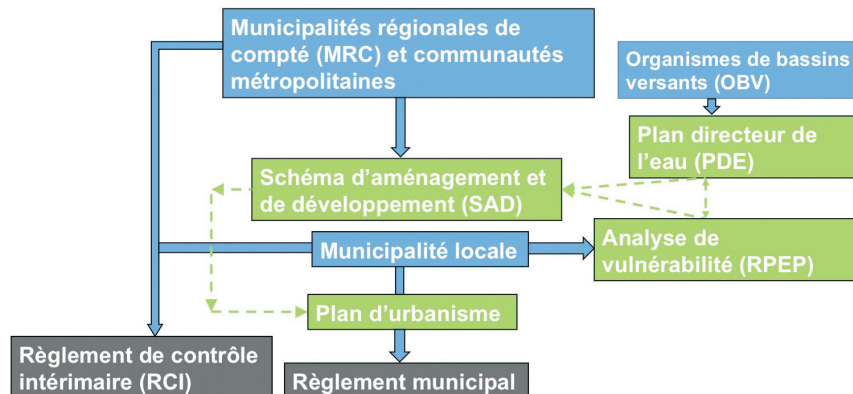 Municipalités régionales de
compté (MRC) et communautés
métropolitaines
Organismes de bassins
versants (OBV)
Plan directeur de
l’eau (PDE)
Schéma d’aménagement et
de développement (SAD)
Municipalité locale
Analyse de
vulnérabilité (RPEP)
Plan d’urbanisme
Règlement de contrôle
intérimaire (RCI)
Règlement municipal